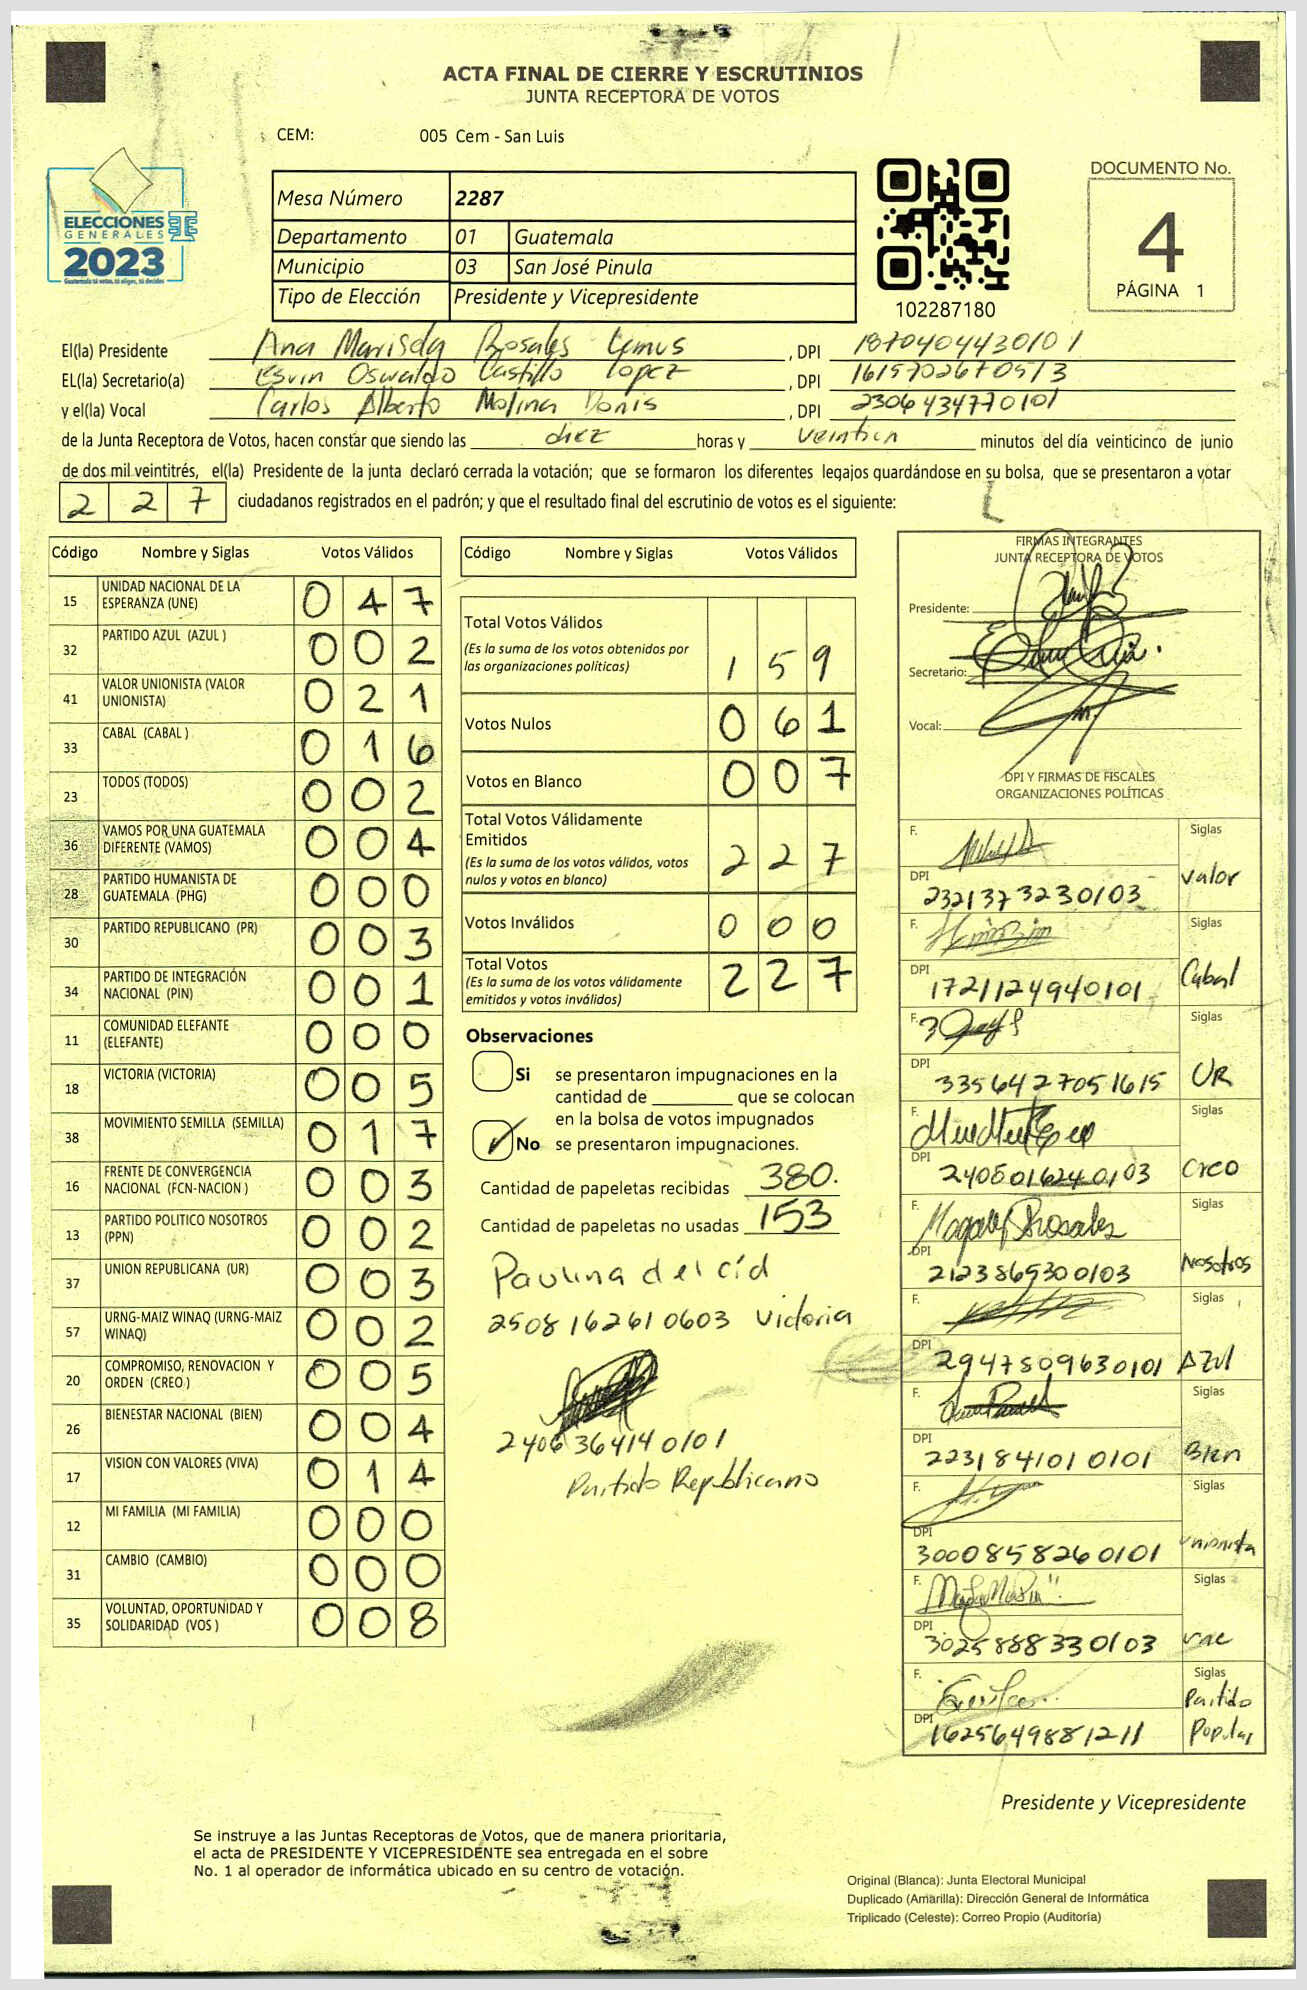 ACTA FINAL DE CIERRE Y ESCRUTINIOS
JUNTA RECEPTORA DE VOTOS
CEM: 005 Cem - San Luis
ELECCIONES
GENERALES
2023
Guatemala tú votas, tú eliges, tú decides
Mesa Número 2287
Departamento 01 Guatemala
Municipio 03 San José Pinula
Tipo de Elección Presidente y Vicepresidente
102287180
DOCUMENTO No.
4
PÁGINA 1
El(la) Presidente Ana Marisela Rosales Lemus , DPI 1870404430101
EL(la) Secretario(a) Esvin Oswaldo Castillo Lopez , DPI 1615702670513
y el(la) Vocal Carlos Alberto Molina Donis , DPI 2306434770101
de la Junta Receptora de Votos, hacen constar que siendo las diez horas y veintiun minutos del día veinticinco de junio
de dos mil veintitrés, el(la) Presidente de la junta declaró cerrada la votación; que se formaron los diferentes legajos guardándose en su bolsa, que se presentaron a votar
2 2 7 ciudadanos registrados en el padrón; y que el resultado final del escrutinio de votos es el siguiente:
Código Nombre y Siglas Votos Válidos
15 UNIDAD NACIONAL DE LA ESPERANZA (UNE) 0 4 7
32 PARTIDO AZUL (AZUL ) 0 0 2
41 VALOR UNIONISTA (VALOR UNIONISTA) 0 2 1
33 CABAL (CABAL ) 0 1 6
23 TODOS (TODOS) 0 0 2
36 VAMOS POR UNA GUATEMALA DIFERENTE (VAMOS) 0 0 4
28 PARTIDO HUMANISTA DE GUATEMALA (PHG) 0 0 0
30 PARTIDO REPUBLICANO (PR) 0 0 3
34 PARTIDO DE INTEGRACIÓN NACIONAL (PIN) 0 0 1
11 COMUNIDAD ELEFANTE (ELEFANTE) 0 0 0
18 VICTORIA (VICTORIA) 0 0 5
38 MOVIMIENTO SEMILLA (SEMILLA) 0 1 7
16 FRENTE DE CONVERGENCIA NACIONAL (FCN-NACION ) 0 0 3
13 PARTIDO POLITICO NOSOTROS (PPN) 0 0 2
37 UNION REPUBLICANA (UR) 0 0 3
57 URNG-MAIZ WINAQ (URNG-MAIZ WINAQ) 0 0 2
20 COMPROMISO, RENOVACION Y ORDEN (CREO ) 0 0 5
26 BIENESTAR NACIONAL (BIEN) 0 0 4
17 VISION CON VALORES (VIVA) 0 1 4
12 MI FAMILIA (MI FAMILIA) 0 0 0
31 CAMBIO (CAMBIO) 0 0 0
35 VOLUNTAD, OPORTUNIDAD Y SOLIDARIDAD (VOS ) 0 0 8
Código Nombre y Siglas Votos Válidos
Total Votos Válidos 1 5 9
(Es la suma de los votos obtenidos por
las organizaciones políticas)
Votos Nulos 0 6 1
Votos en Blanco 0 0 7
Total Votos Válidamente
Emitidos 2 2 7
(Es la suma de los votos válidos, votos
nulos y votos en blanco)
Votos Inválidos 0 0 0
Total Votos 2 2 7
(Es la suma de los votos válidamente
emitidos y votos inválidos)
Observaciones
Si se presentaron impugnaciones en la
cantidad de ________ que se colocan
en la bolsa de votos impugnados
No se presentaron impugnaciones.
Cantidad de papeletas recibidas 380.
Cantidad de papeletas no usadas 153
Paulina del cid
2508162610603 Victoria
2406364140101
Partido Republicano
FIRMAS INTEGRANTES
JUNTA RECEPTORA DE VOTOS
Presidente:
Secretario:
Vocal:
DPI Y FIRMAS DE FISCALES
ORGANIZACIONES POLÍTICAS
F. Siglas
DPI 2321373230103 Valor
F. Siglas
DPI 1721124940101 Cabal
F. Siglas
DPI 3356427051615 UR
F. Siglas
DPI 2405016240103 Creo
F. Magaly Rosales Siglas
DPI 2123865300103 Nosotros
F. Siglas
DPI 2947509630101 AZul
F. Siglas
DPI 2231841010101 Bien
F. Siglas
DPI 3000858260101 Unionista
F. Siglas
DPI 3025888330103 une
F. Siglas
DPI 1625649881211 Partido Popular
Presidente y Vicepresidente
Se instruye a las Juntas Receptoras de Votos, que de manera prioritaria,
el acta de PRESIDENTE Y VICEPRESIDENTE sea entregada en el sobre
No. 1 al operador de informática ubicado en su centro de votación.
Original (Blanca): Junta Electoral Municipal
Duplicado (Amarilla): Dirección General de Informática
Triplicado (Celeste): Correo Propio (Auditoría)